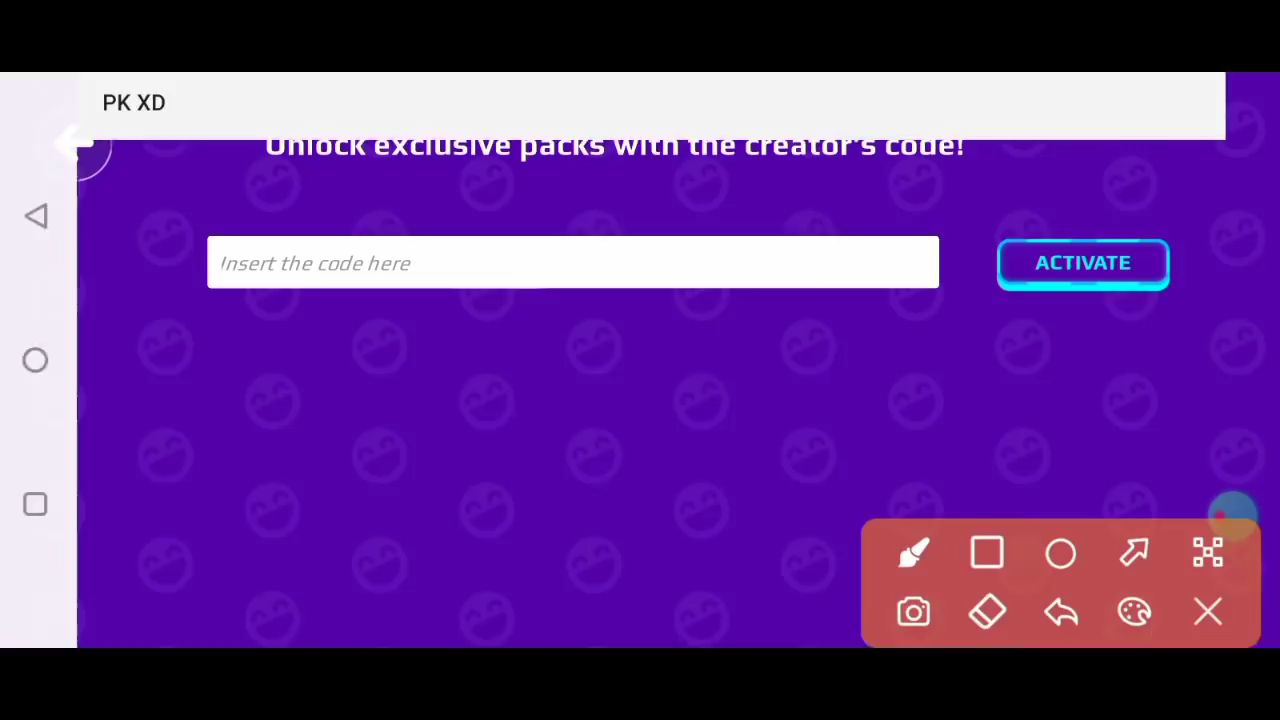 PK XD
Unlock exclusive packs with the creator's code!
Insert the code here
ACTIVATE